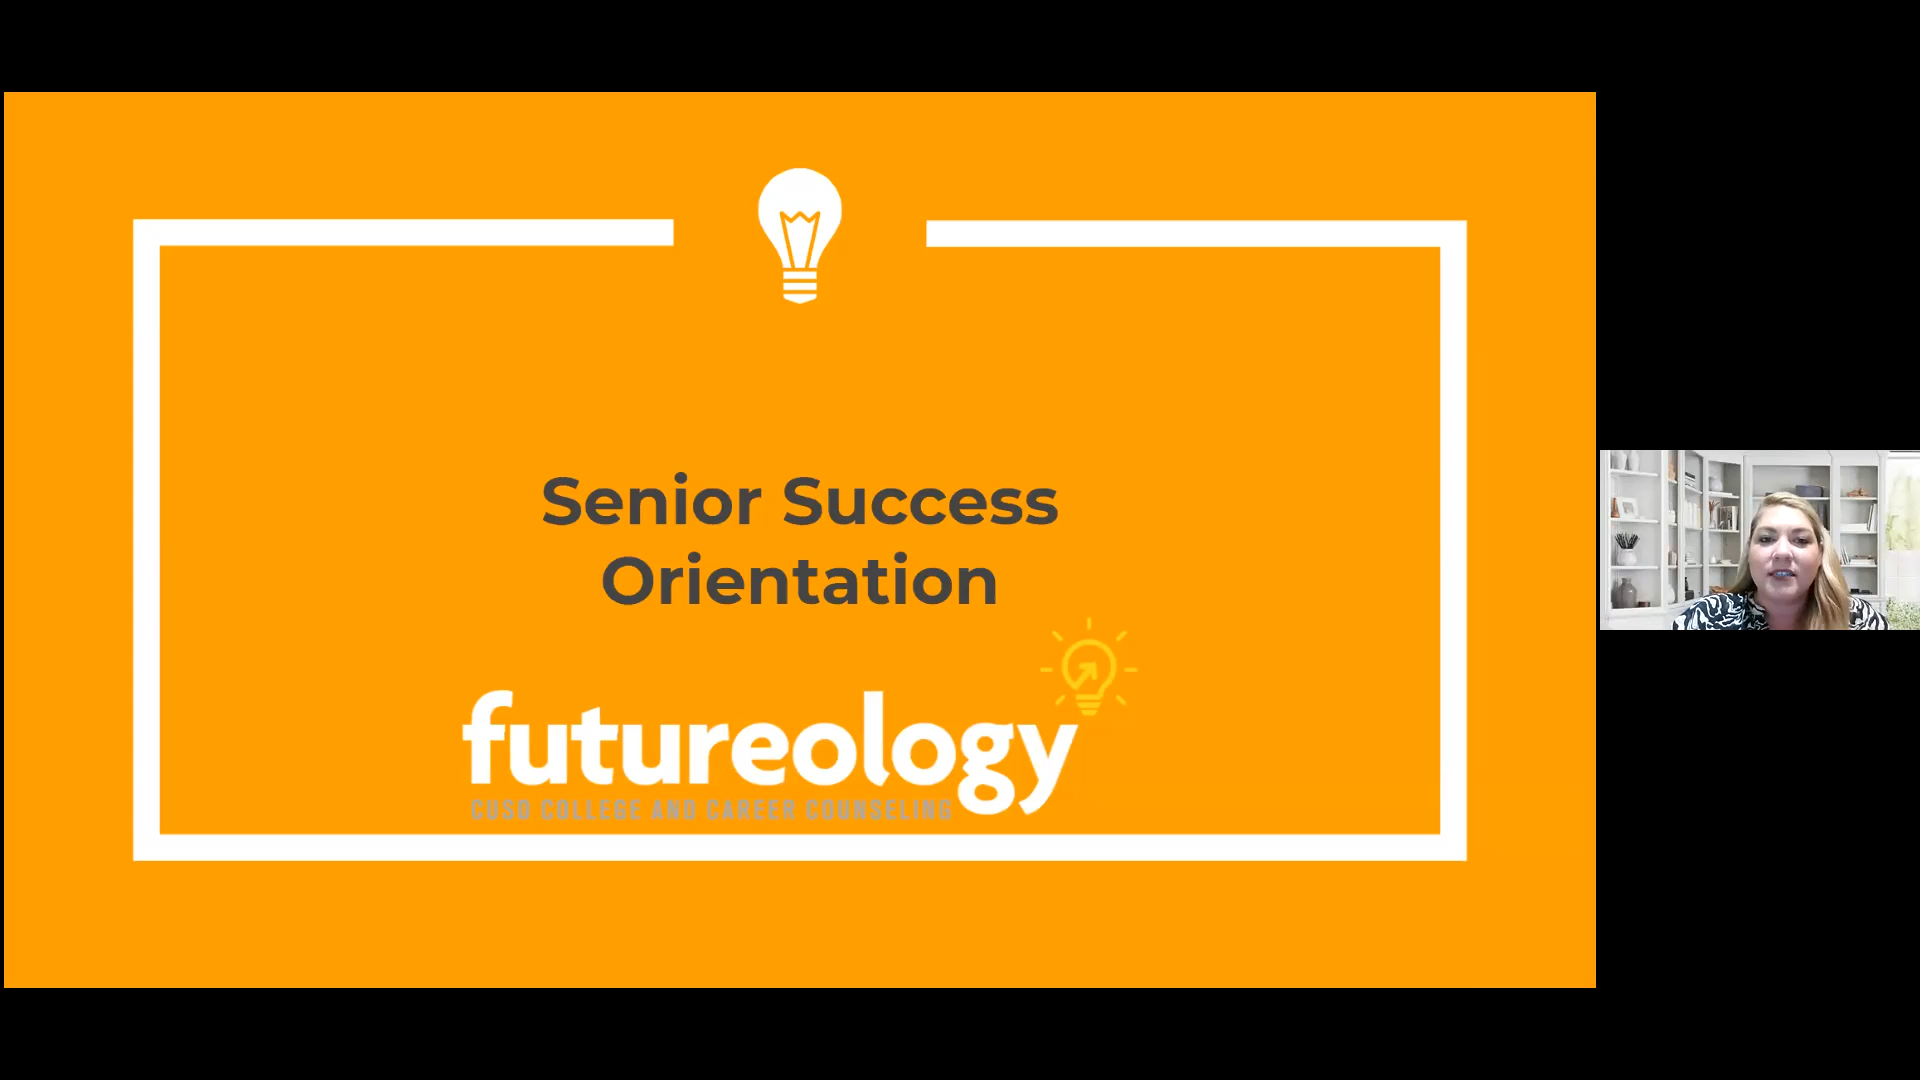 Senior Success
Orientation
futureology
CUSD COLLEGE AND CAREER COUNSELING